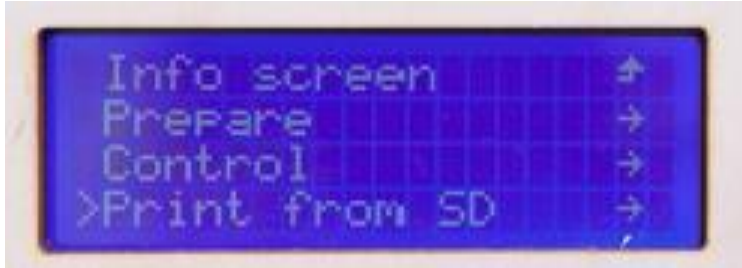 Info screen ↰
Prepare →
Control →
>Print from SD →